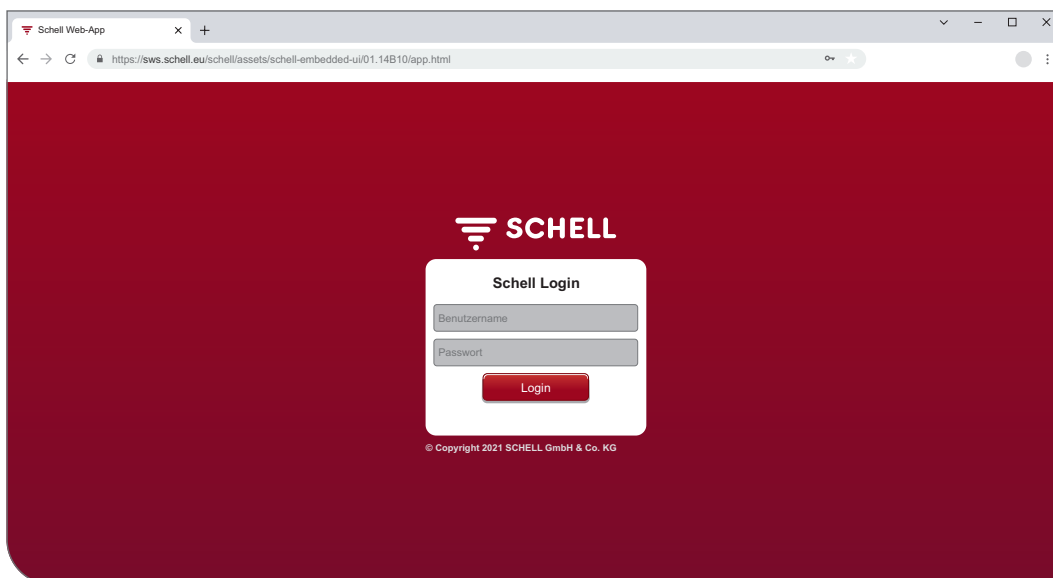 Schell Web-App
https://sws.schell.eu/schell/assets/schell-embedded-ui/01.14B10/app.html
SCHELL
Schell Login
Benutzername
Passwort
Login
© Copyright 2021 SCHELL GmbH & Co. KG